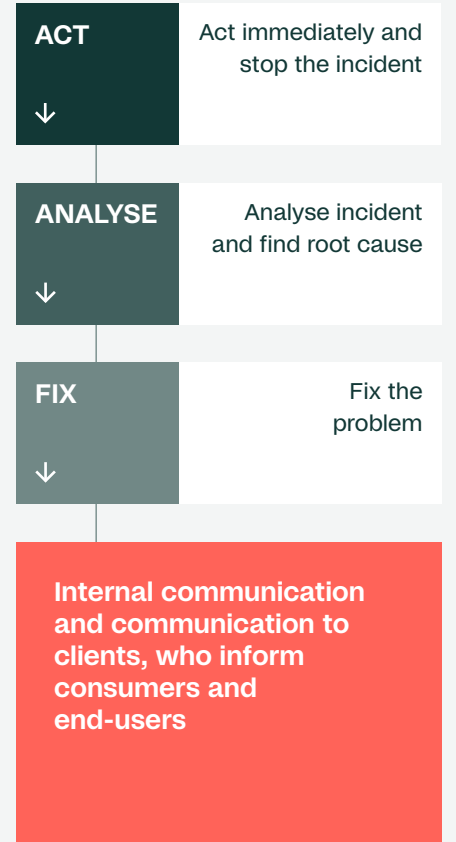 ACT
Act immediately and
stop the incident
ANALYSE
Analyse incident
and find root cause
FIX
Fix the
problem
Internal communication
and communication to
clients, who inform
consumers and
end-users